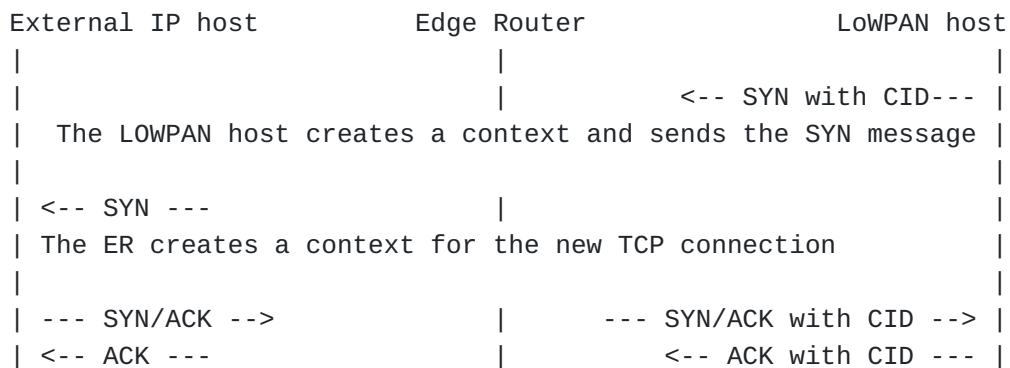 External IP host          Edge Router                LoWPAN host
|                              |                               |
|                              |           <-- SYN with CID--- |
|  The LOWPAN host creates a context and sends the SYN message |
|                                                              |
| <-- SYN ---                  |                               |
| The ER creates a context for the new TCP connection          |
|                                                              |
| --- SYN/ACK -->              |      --- SYN/ACK with CID --> |
| <-- ACK ---                  |          <-- ACK with CID --- |